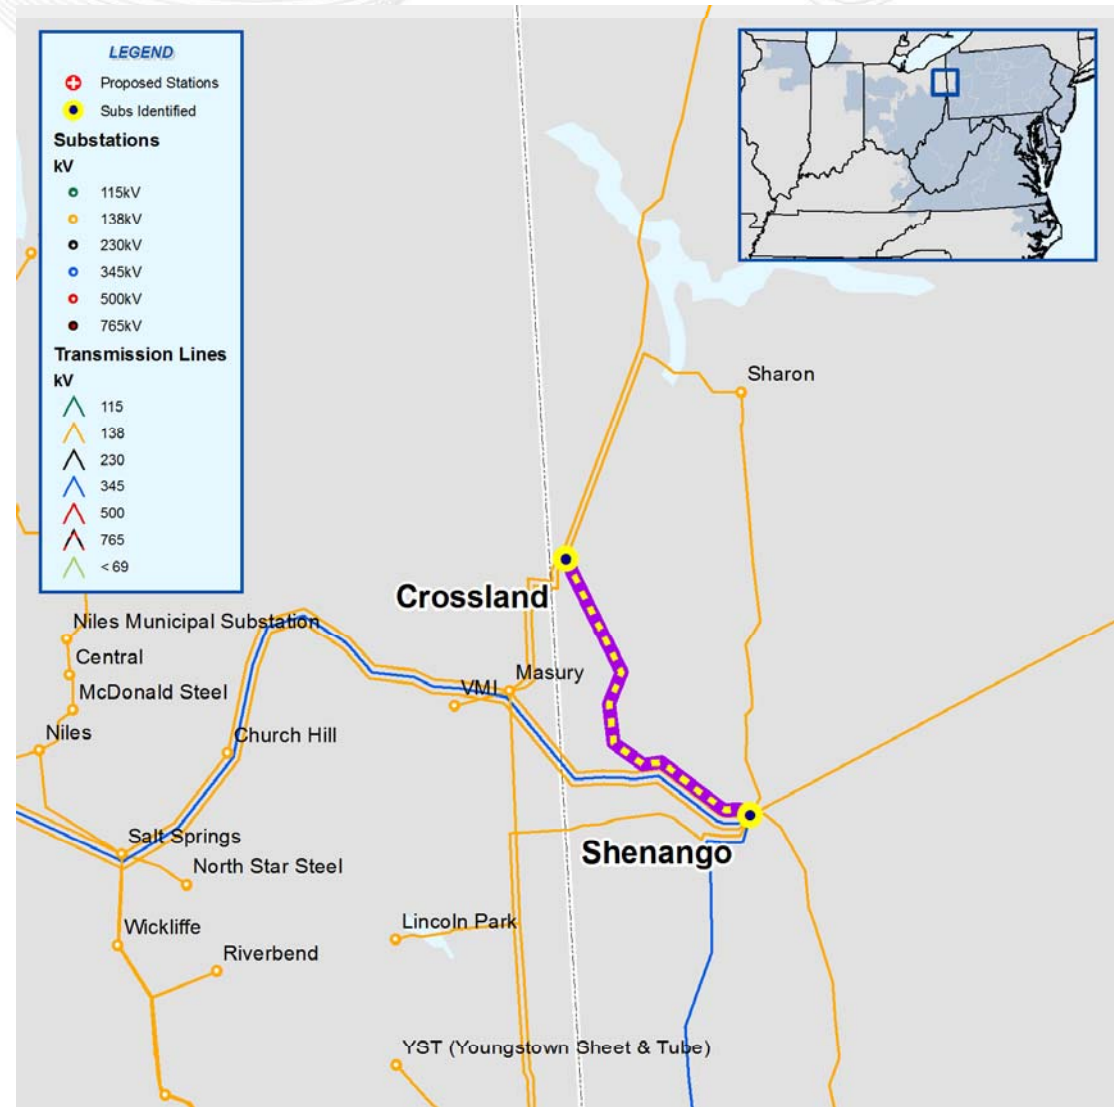 LEGEND
Proposed Stations
Subs Identified
Substations
kV
115kV
138kV
230kV
345kV
500kV
765kV
Transmission Lines
kV
115
138
230
345
500
765
< 69
Sharon
Crossland
Niles Municipal Substation
Central
Masury
McDonald Steel
VMI
Niles
Church Hill
Salt Springs
Shenango
North Star Steel
Lincoln Park
Wickliffe
Riverbend
YST (Youngstown Sheet & Tube)